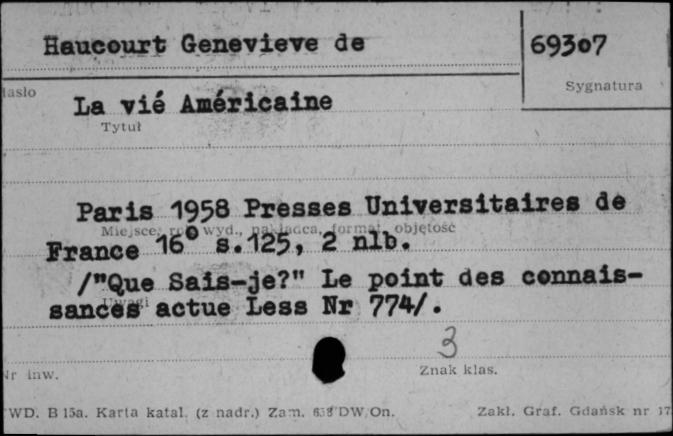 Haucourt Genevieve de
69307
asło
Sygnatura
La vié Américaine
Tytuł
Paris 1958 Presses Universitaires de
Miejsce, rok wyd., nakładca, format, objętość
France 16° s.125, 2 nlb.
/"Que Sais-je?" Le point des connais-
sances actue Less Nr 774/.
Uwagi
3
Nr inw.
Znak klas.
WD. B 15a. Karta katal. (z nadr.) Zam. 638 DW/On.
Zakł. Graf. Gdańsk nr 17